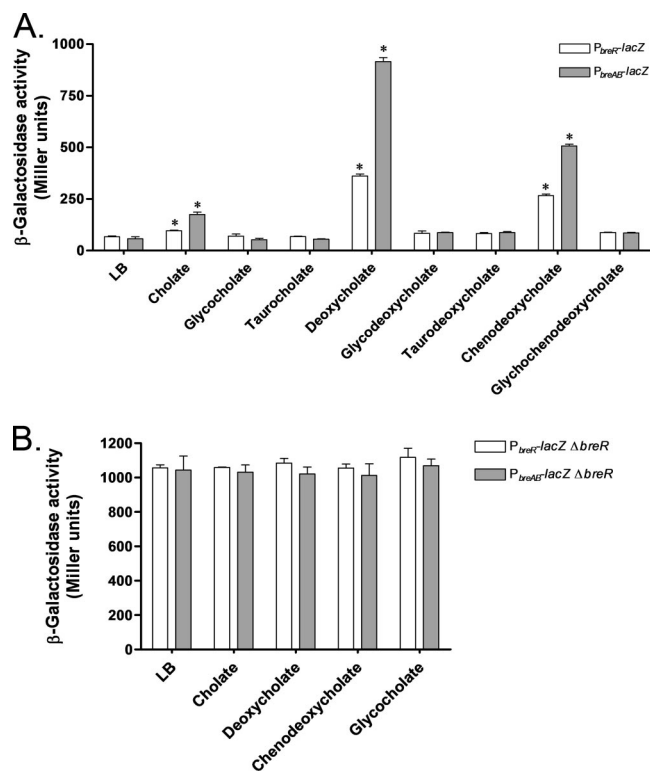 A.
β-Galactosidase activity
(Miller units)
1000
750
500
250
0
* * * * * *
PbreR-lacZ
PbreAB-lacZ
LB
Cholate
Glycocholate
Taurocholate
Deoxycholate
Glycodeoxycholate
Taurodeoxycholate
Chenodeoxycholate
Glychochenodeoxycholate
B.
β-Galactosidase activity
(Miller units)
1200
1000
800
600
400
200
0
PbreR-lacZ ΔbreR
PbreAB-lacZ ΔbreR
LB
Cholate
Deoxycholate
Chenodeoxycholate
Glycocholate